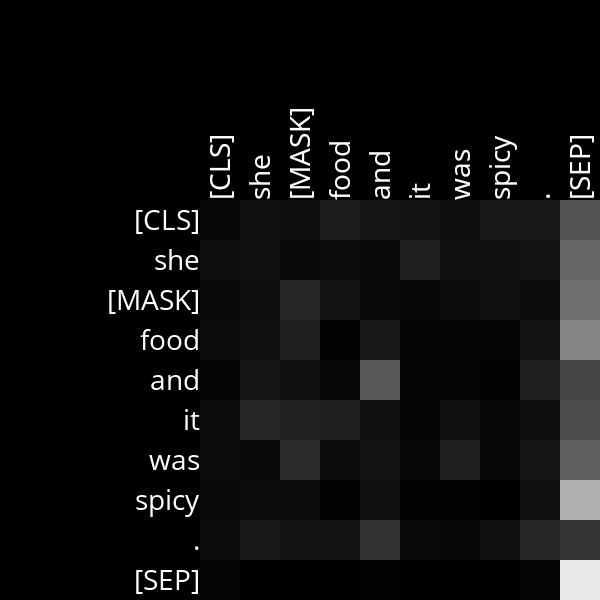 [CLS] she [MASK] food and it was spicy . [SEP]
[CLS]
she
[MASK]
food
and
it
was
spicy
.
[SEP]